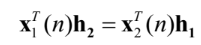 𝐱₁ᵀ(n)𝐡₂ = 𝐱₂ᵀ(n)𝐡₁